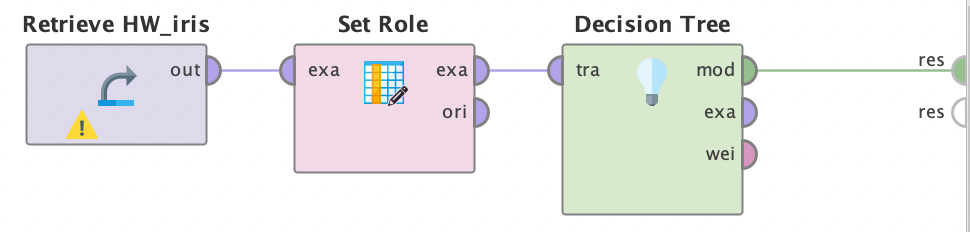 Retrieve HW_iris
Set Role
Decision Tree
out
exa
exa
ori
tra
mod
exa
wei
res
res